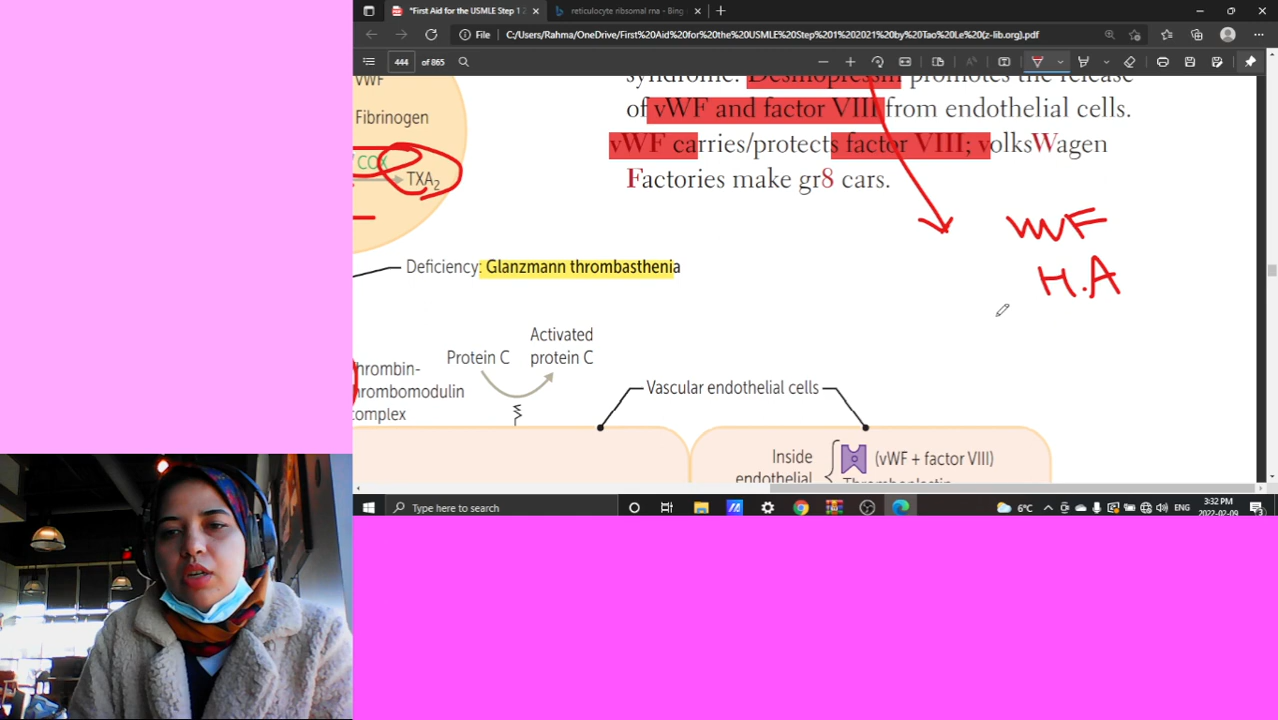 *First Aid for the USMLE Step 1 2
reticulocyte ribsomal rna - Bing
File C:/Users/Rahma/OneDrive/First%20Aid%20for%20the%20USMLE%20Step%201%202021%20by%20Tao%20Le%20(z-lib.org).pdf
444 of 865
syndrome. Desmopressin promotes the release
of vWF and factor VIII from endothelial cells.
vWF carries/protects factor VIII; volksWagen
Factories make gr8 cars.
vWF
Fibrinogen
COX
TXA2
vWF
H.A
Deficiency: Glanzmann thrombasthenia
Protein C
Activated
protein C
hrombin-
hrombomodulin
complex
Vascular endothelial cells
Inside
endothelial
(vWF + factor VIII)
Thromboplastin
Type here to search
6°C
ENG
3:32 PM
2022-02-09